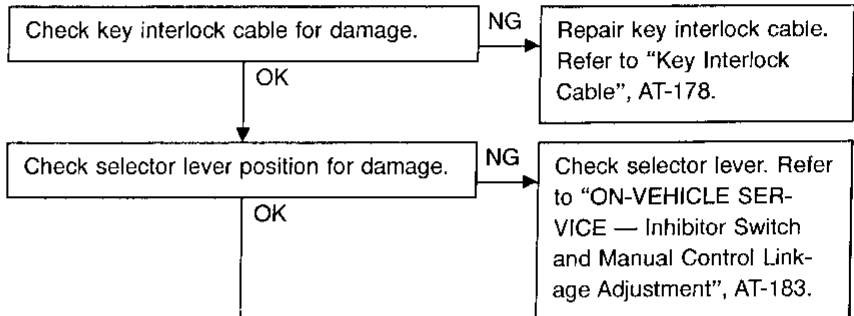 Check key interlock cable for damage.
NG
Repair key interlock cable.
Refer to “Key Interlock
Cable”, AT-178.
OK
Check selector lever position for damage.
NG
Check selector lever. Refer
to “ON-VEHICLE SER-
VICE — Inhibitor Switch
and Manual Control Link-
age Adjustment”, AT-183.
OK